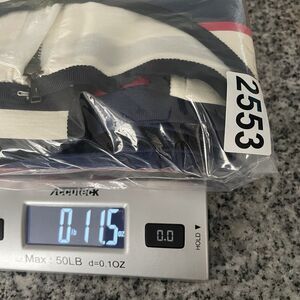 2553
Accuteck
0 lb 11.5 oz
0.0
HOLD ▼
Max : 50LB d=0.1OZ